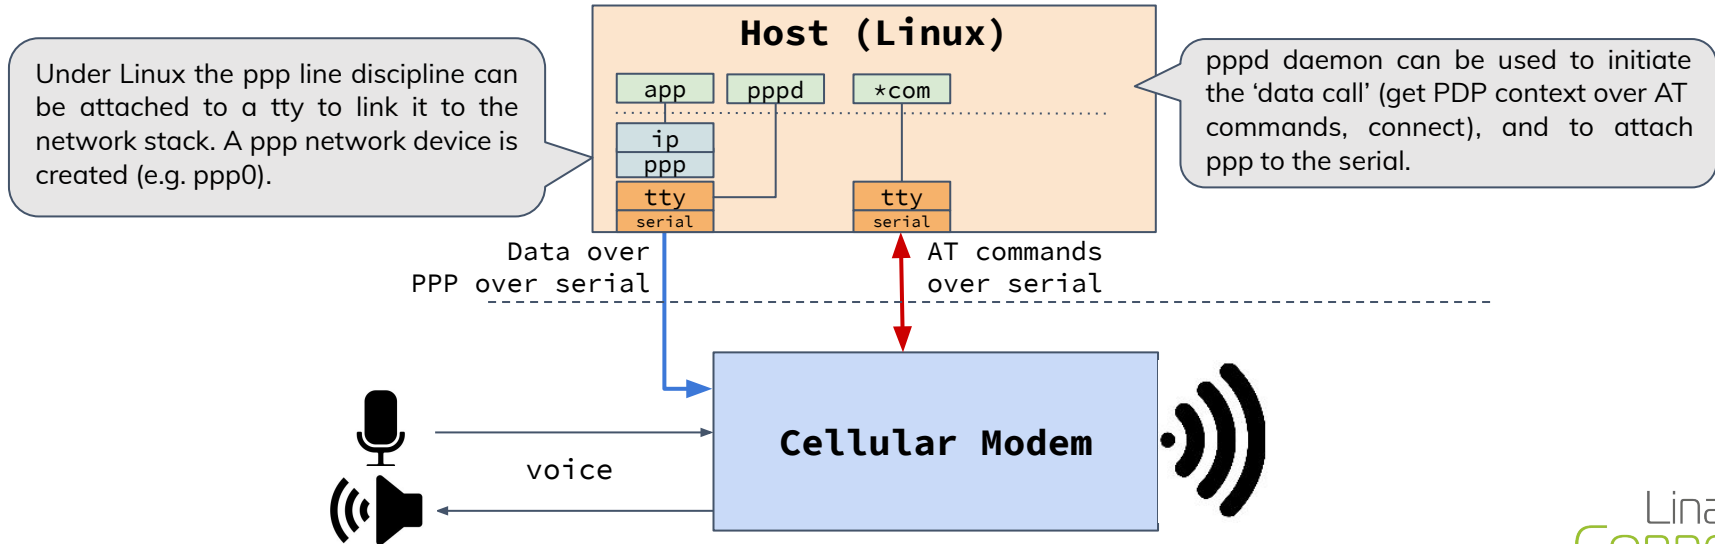 Host (Linux)
Under Linux the ppp line discipline can
be attached to a tty to link it to the
network stack. A ppp network device is
created (e.g. ppp0).
pppd daemon can be used to initiate
the ‘data call’ (get PDP context over AT
commands, connect), and to attach
ppp to the serial.
app
pppd
*com
ip
ppp
tty
serial
tty
serial
Data over
PPP over serial
AT commands
over serial
Cellular Modem
voice